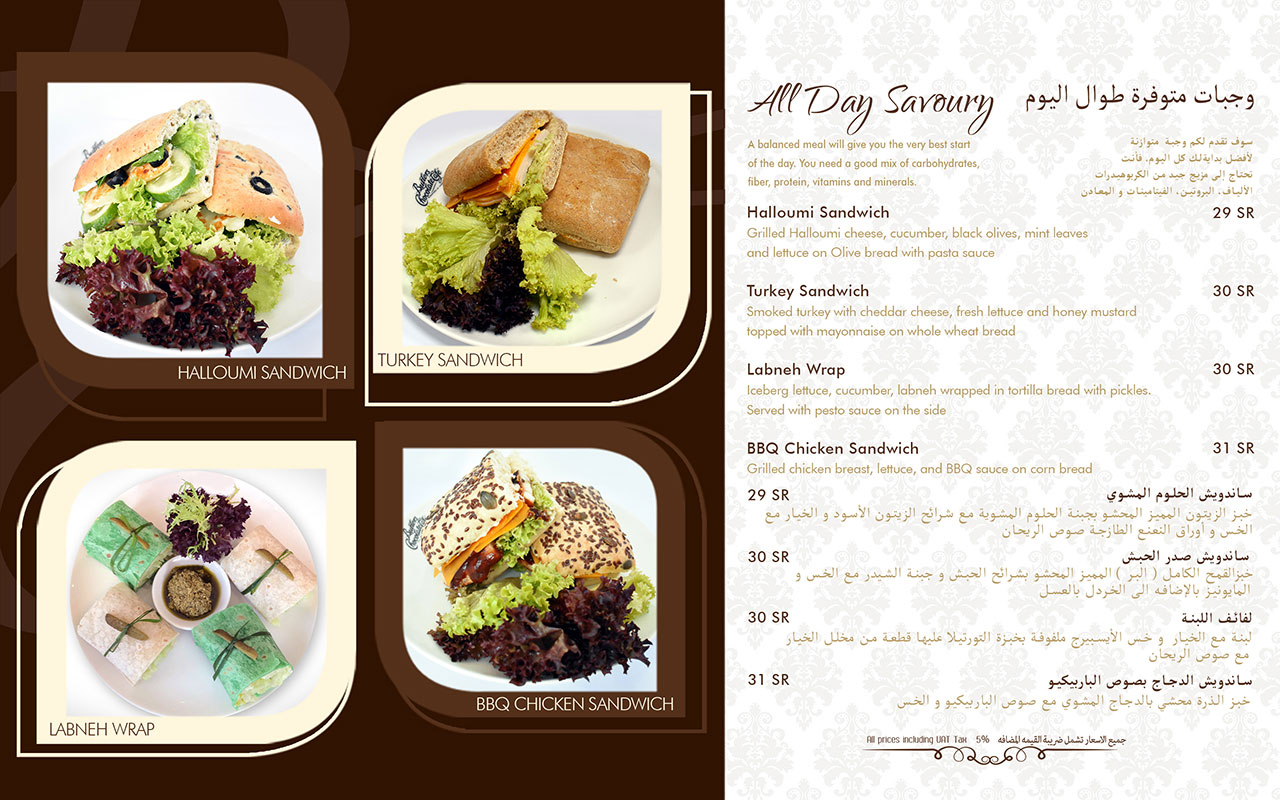 HALLOUMI SANDWICH
TURKEY SANDWICH
LABNEH WRAP
BBQ CHICKEN SANDWICH
Butlers
Chocolate Café
All Day Savoury
وجبات متوفرة طوال اليوم
A balanced meal will give you the very best start
of the day. You need a good mix of carbohydrates,
fiber, protein, vitamins and minerals.
سوف تقدم لكم وجبة متوازنة
لأفضل بداية لك كل اليوم. فأنت
تحتاج إلى مزيج جيد من الكربوهيدرات
الألياف، البروتين، الفيتامينات و المعادن
Halloumi Sandwich 29 SR
Grilled Halloumi cheese, cucumber, black olives, mint leaves
and lettuce on Olive bread with pasta sauce
Turkey Sandwich 30 SR
Smoked turkey with cheddar cheese, fresh lettuce and honey mustard
topped with mayonnaise on whole wheat bread
Labneh Wrap 30 SR
Iceberg lettuce, cucumber, labneh wrapped in tortilla bread with pickles.
Served with pesto sauce on the side
BBQ Chicken Sandwich 31 SR
Grilled chicken breast, lettuce, and BBQ sauce on corn bread
ساندويش الحلوم المشوي 29 SR
خبز الزيتون المميز المحشو بجبنة الحلوم المشوية مع شرائح الزيتون الأسود و الخيار مع
الخس و أوراق النعنع الطازجة صوص الريحان
ساندويش صدر الحبش 30 SR
خبزالقمح الكامل ( البر ) المميز المحشو بشرائح الحبش و جبنة الشيدر مع الخس و
المايونيز بالإضافه الى الخردل بالعسل
لفائف اللبنة 30 SR
لبنة مع الخيار و خس الأيسبيرج ملفوفة بخبزة التورتيلا عليها قطعة من مخلل الخيار
مع صوص الريحان
ساندويش الدجاج بصوص الباربيكيو 31 SR
خبز الذرة محشي بالدجاج المشوي مع صوص الباربيكيو و الخس
All prices including VAT Tax 5% جميع الاسعار تشمل ضريبة القيمه المضافه